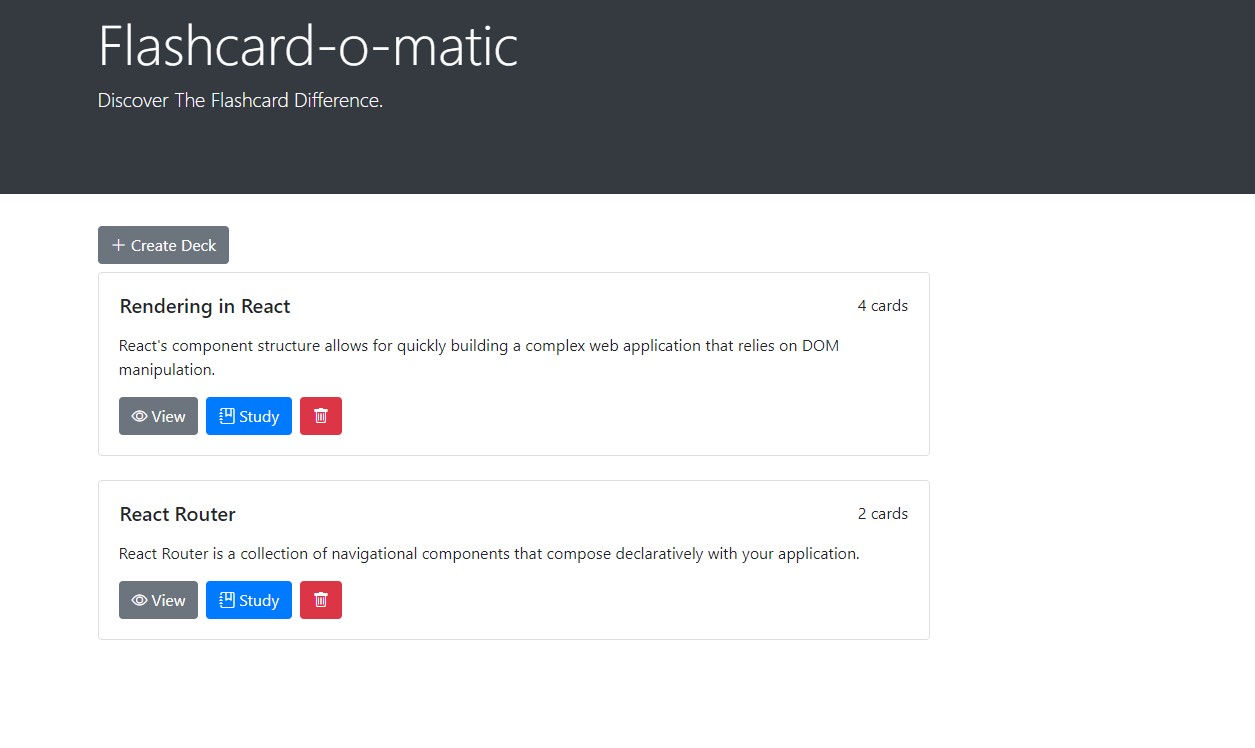 Flashcard-o-matic
Discover The Flashcard Difference.
Create Deck
Rendering in React
4 cards
React's component structure allows for quickly building a complex web application that relies on DOM
manipulation.
View
Study
React Router
2 cards
React Router is a collection of navigational components that compose declaratively with your application.
View
Study